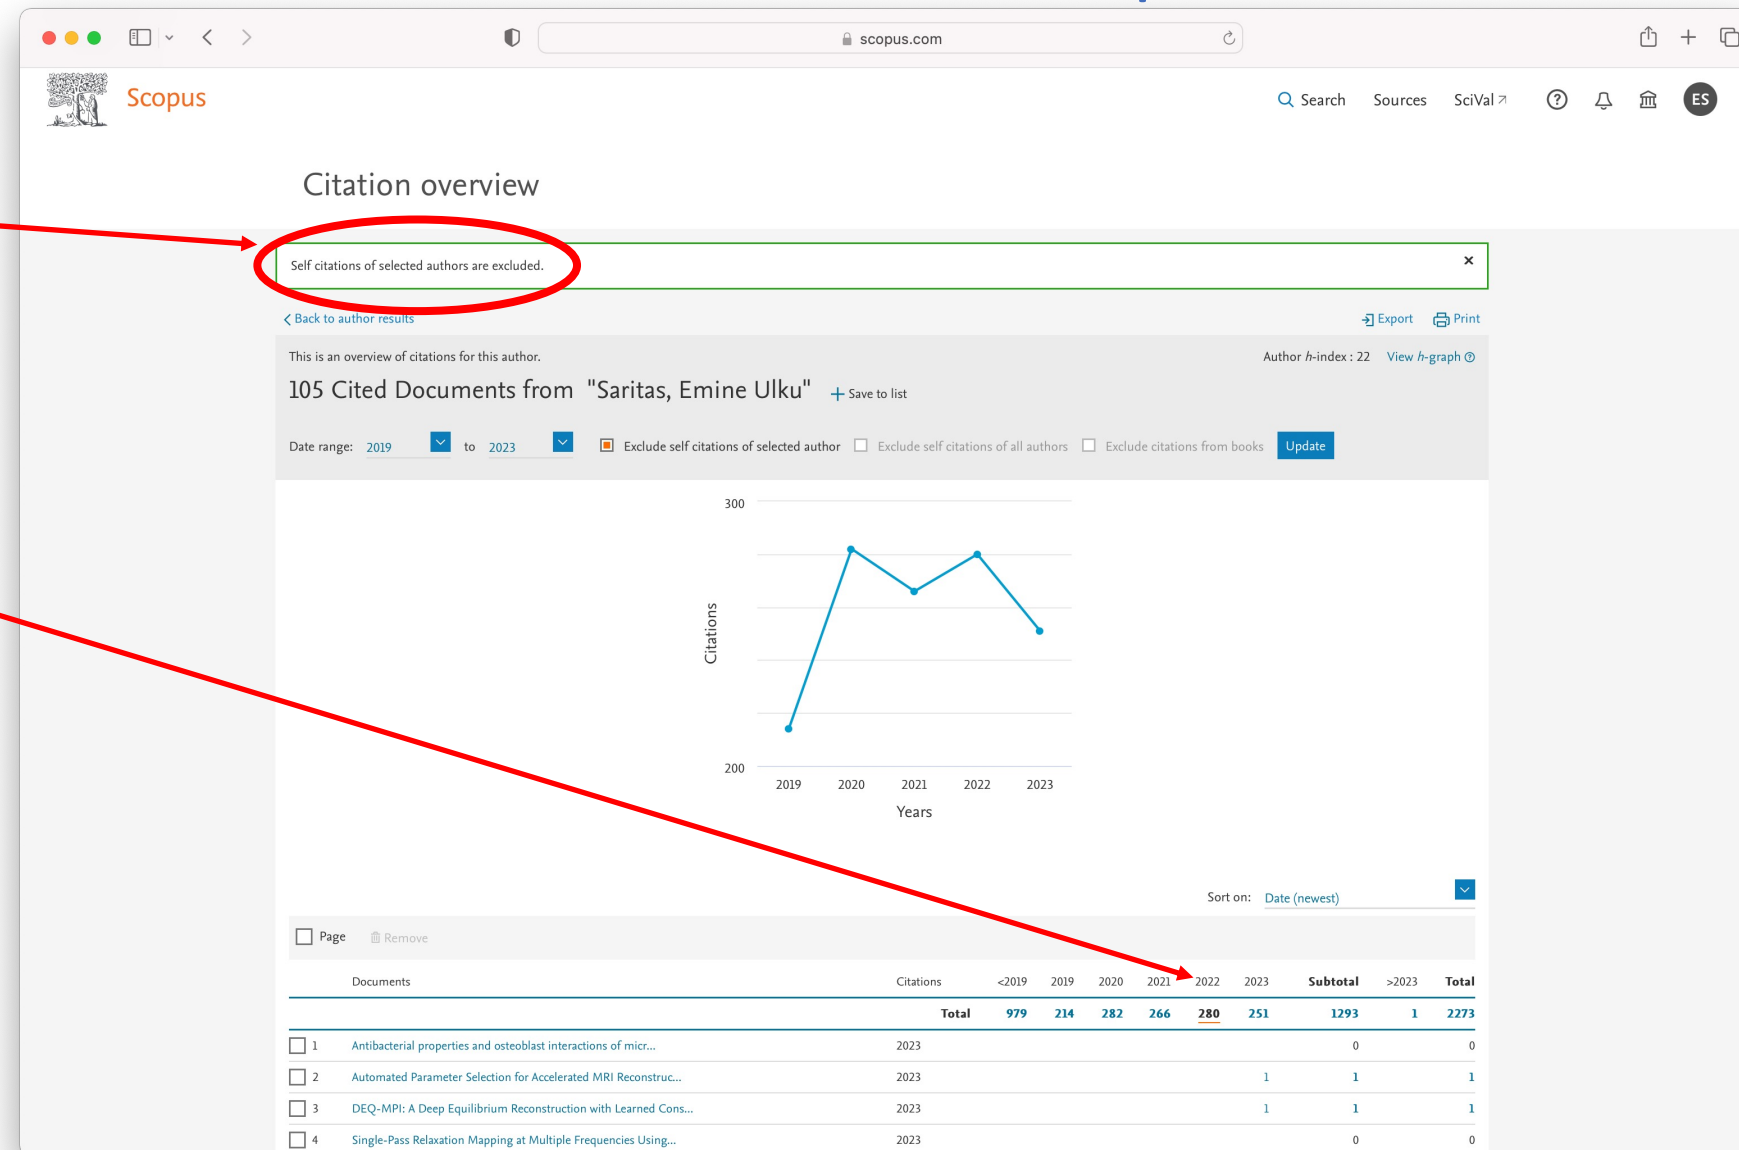 scopus.com
Scopus
Search Sources SciVal ES
Citation overview
Self citations of selected authors are excluded.
Back to author results Export Print
This is an overview of citations for this author. Author h-index : 22 View h-graph
105 Cited Documents from "Saritas, Emine Ulku" Save to list
Date range: 2019 to 2023 Exclude self citations of selected author Exclude self citations of all authors Exclude citations from books Update
300
Citations
200
2019 2020 2021 2022 2023
Years
Sort on: Date (newest)
Page Remove
Documents Citations <2019 2019 2020 2021 2022 2023 Subtotal >2023 Total
Total 979 214 282 266 280 251 1293 1 2273
1 Antibacterial properties and osteoblast interactions of micr... 2023 0 0
2 Automated Parameter Selection for Accelerated MRI Reconstruc... 2023 1 1 1
3 DEQ-MPI: A Deep Equilibrium Reconstruction with Learned Cons... 2023 1 1 1
4 Single-Pass Relaxation Mapping at Multiple Frequencies Using... 2023 0 0